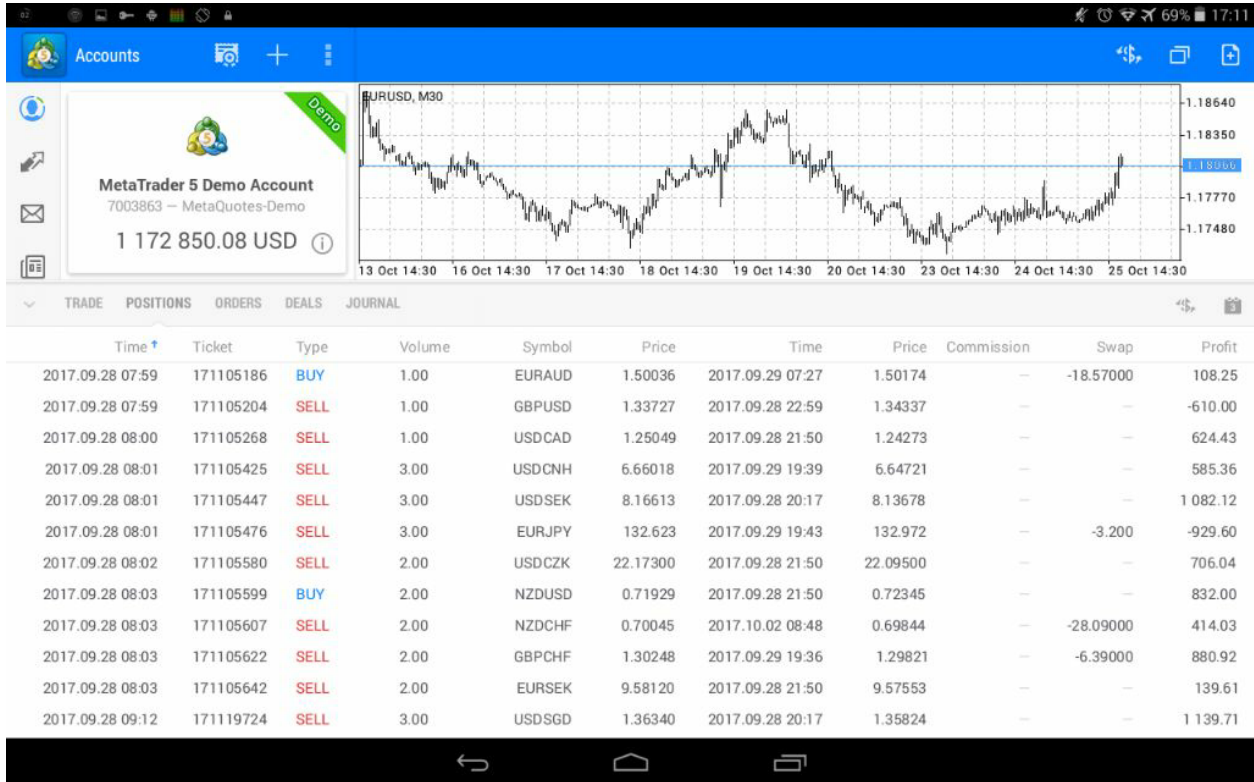 02 69% 17:11
Accounts
Demo
MetaTrader 5 Demo Account
7003863 — MetaQuotes-Demo
1 172 850.08 USD
EURUSD, M30
1.18640
1.18350
1.18066
1.17770
1.17480
13 Oct 14:30 16 Oct 14:30 17 Oct 14:30 18 Oct 14:30 19 Oct 14:30 20 Oct 14:30 23 Oct 14:30 24 Oct 14:30 25 Oct 14:30
TRADE POSITIONS ORDERS DEALS JOURNAL
Time Ticket Type Volume Symbol Price Time Price Commission Swap Profit
2017.09.28 07:59 171105186 BUY 1.00 EURAUD 1.50036 2017.09.29 07:27 1.50174 — -18.57000 108.25
2017.09.28 07:59 171105204 SELL 1.00 GBPUSD 1.33727 2017.09.28 22:59 1.34337 — — -610.00
2017.09.28 08:00 171105268 SELL 1.00 USDCAD 1.25049 2017.09.28 21:50 1.24273 — — 624.43
2017.09.28 08:01 171105425 SELL 3.00 USDCNH 6.66018 2017.09.29 19:39 6.64721 — — 585.36
2017.09.28 08:01 171105447 SELL 3.00 USDSEK 8.16613 2017.09.28 20:17 8.13678 — — 1 082.12
2017.09.28 08:01 171105476 SELL 3.00 EURJPY 132.623 2017.09.29 19:43 132.972 — -3.200 -929.60
2017.09.28 08:02 171105580 SELL 2.00 USDCZK 22.17300 2017.09.28 21:50 22.09500 — — 706.04
2017.09.28 08:03 171105599 BUY 2.00 NZDUSD 0.71929 2017.09.28 21:50 0.72345 — — 832.00
2017.09.28 08:03 171105607 SELL 2.00 NZDCHF 0.70045 2017.10.02 08:48 0.69844 — -28.09000 414.03
2017.09.28 08:03 171105622 SELL 2.00 GBPCHF 1.30248 2017.09.29 19:36 1.29821 — -6.39000 880.92
2017.09.28 08:03 171105642 SELL 2.00 EURSEK 9.58120 2017.09.28 21:50 9.57553 — — 139.61
2017.09.28 09:12 171119724 SELL 3.00 USDSGD 1.36340 2017.09.28 20:17 1.35824 — — 1 139.71